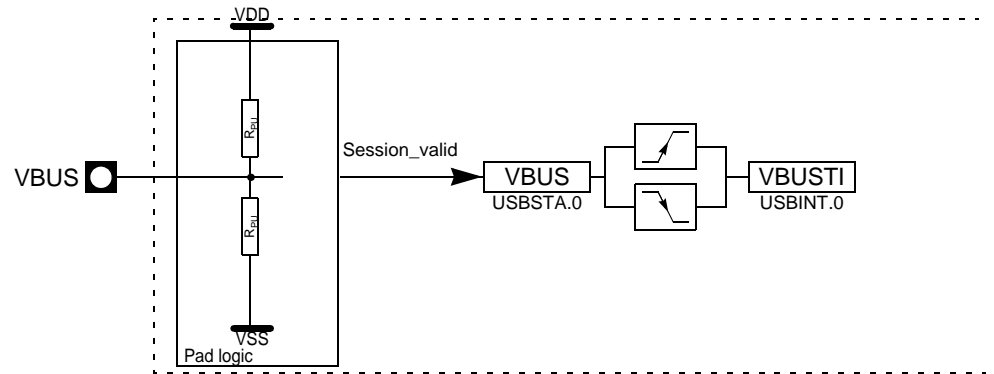 VDD
RPU
Session_valid
VBUS
VBUS
VBUSTI
USBSTA.0
USBINT.0
RPU
VSS
Pad logic